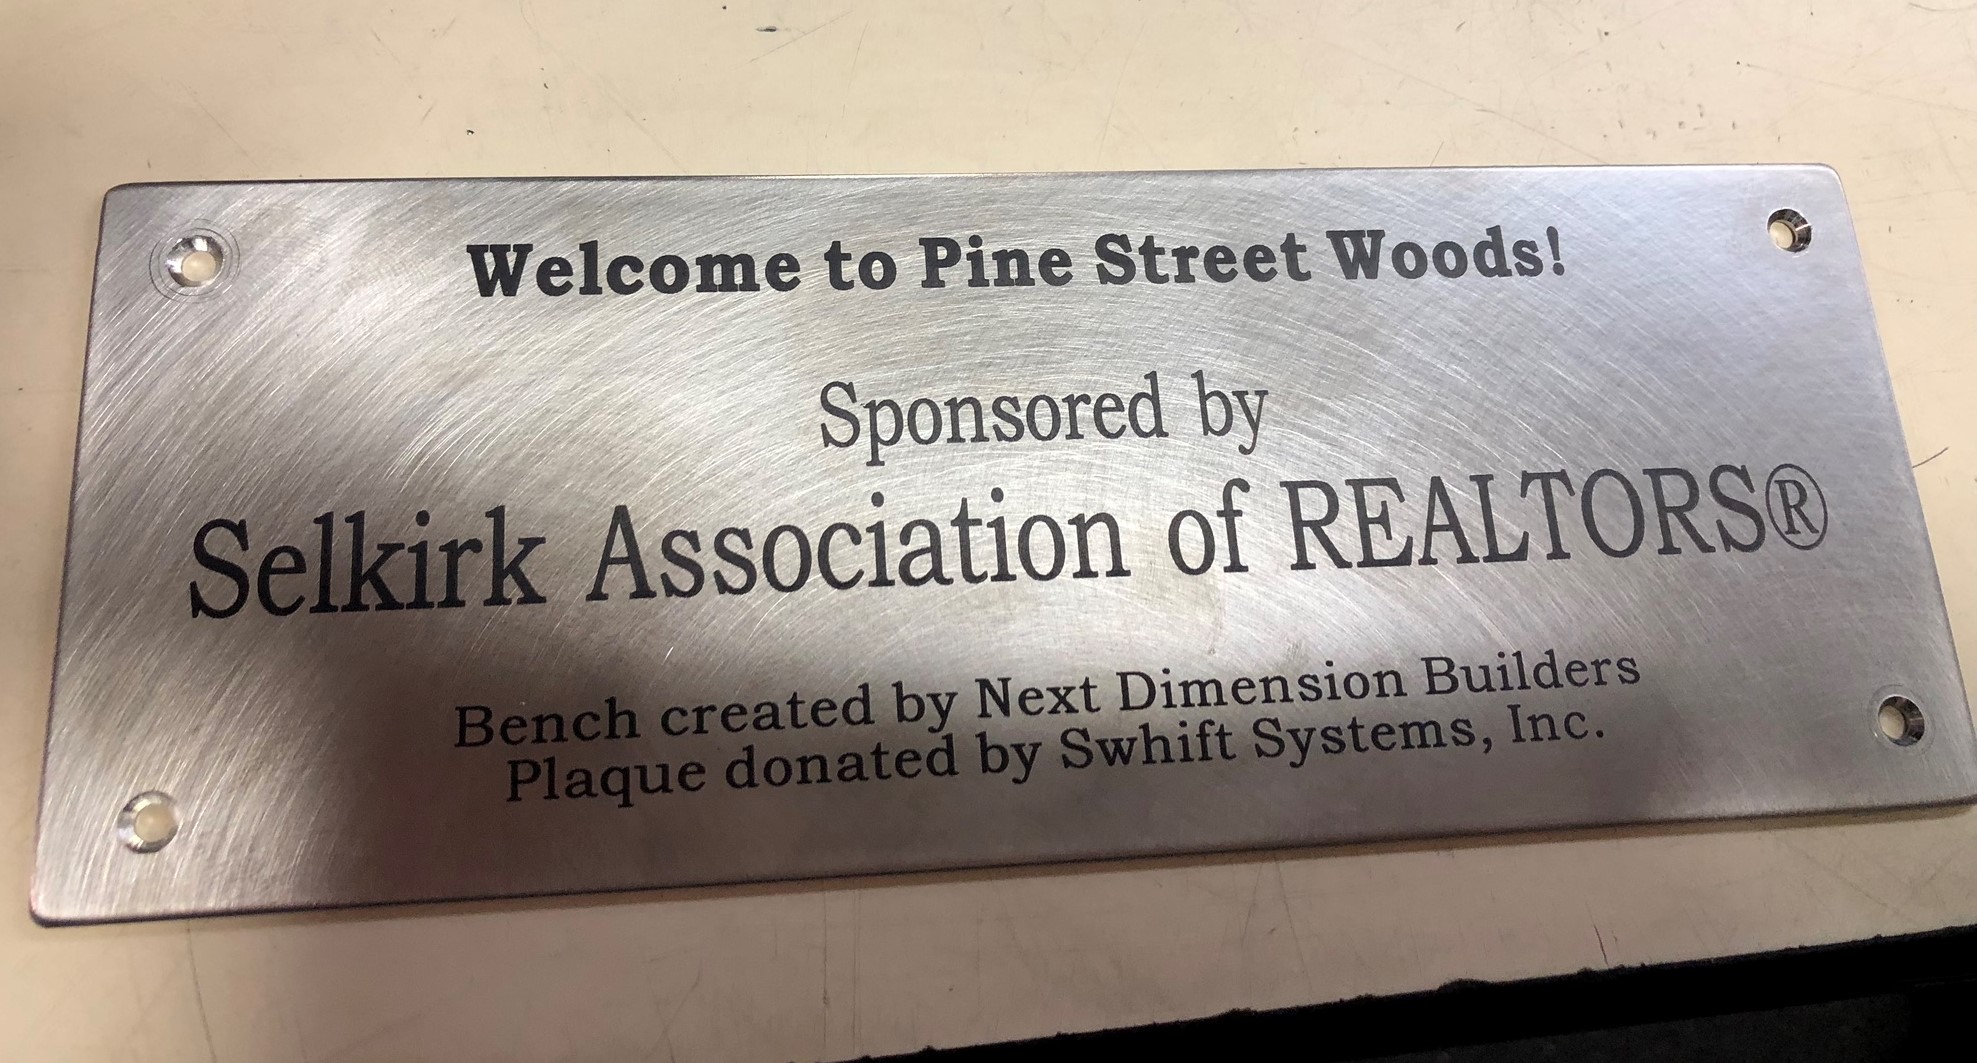 Welcome to Pine Street Woods!
Sponsored by
Selkirk Association of REALTORS®
Bench created by Next Dimension Builders
Plaque donated by Swhift Systems, Inc.